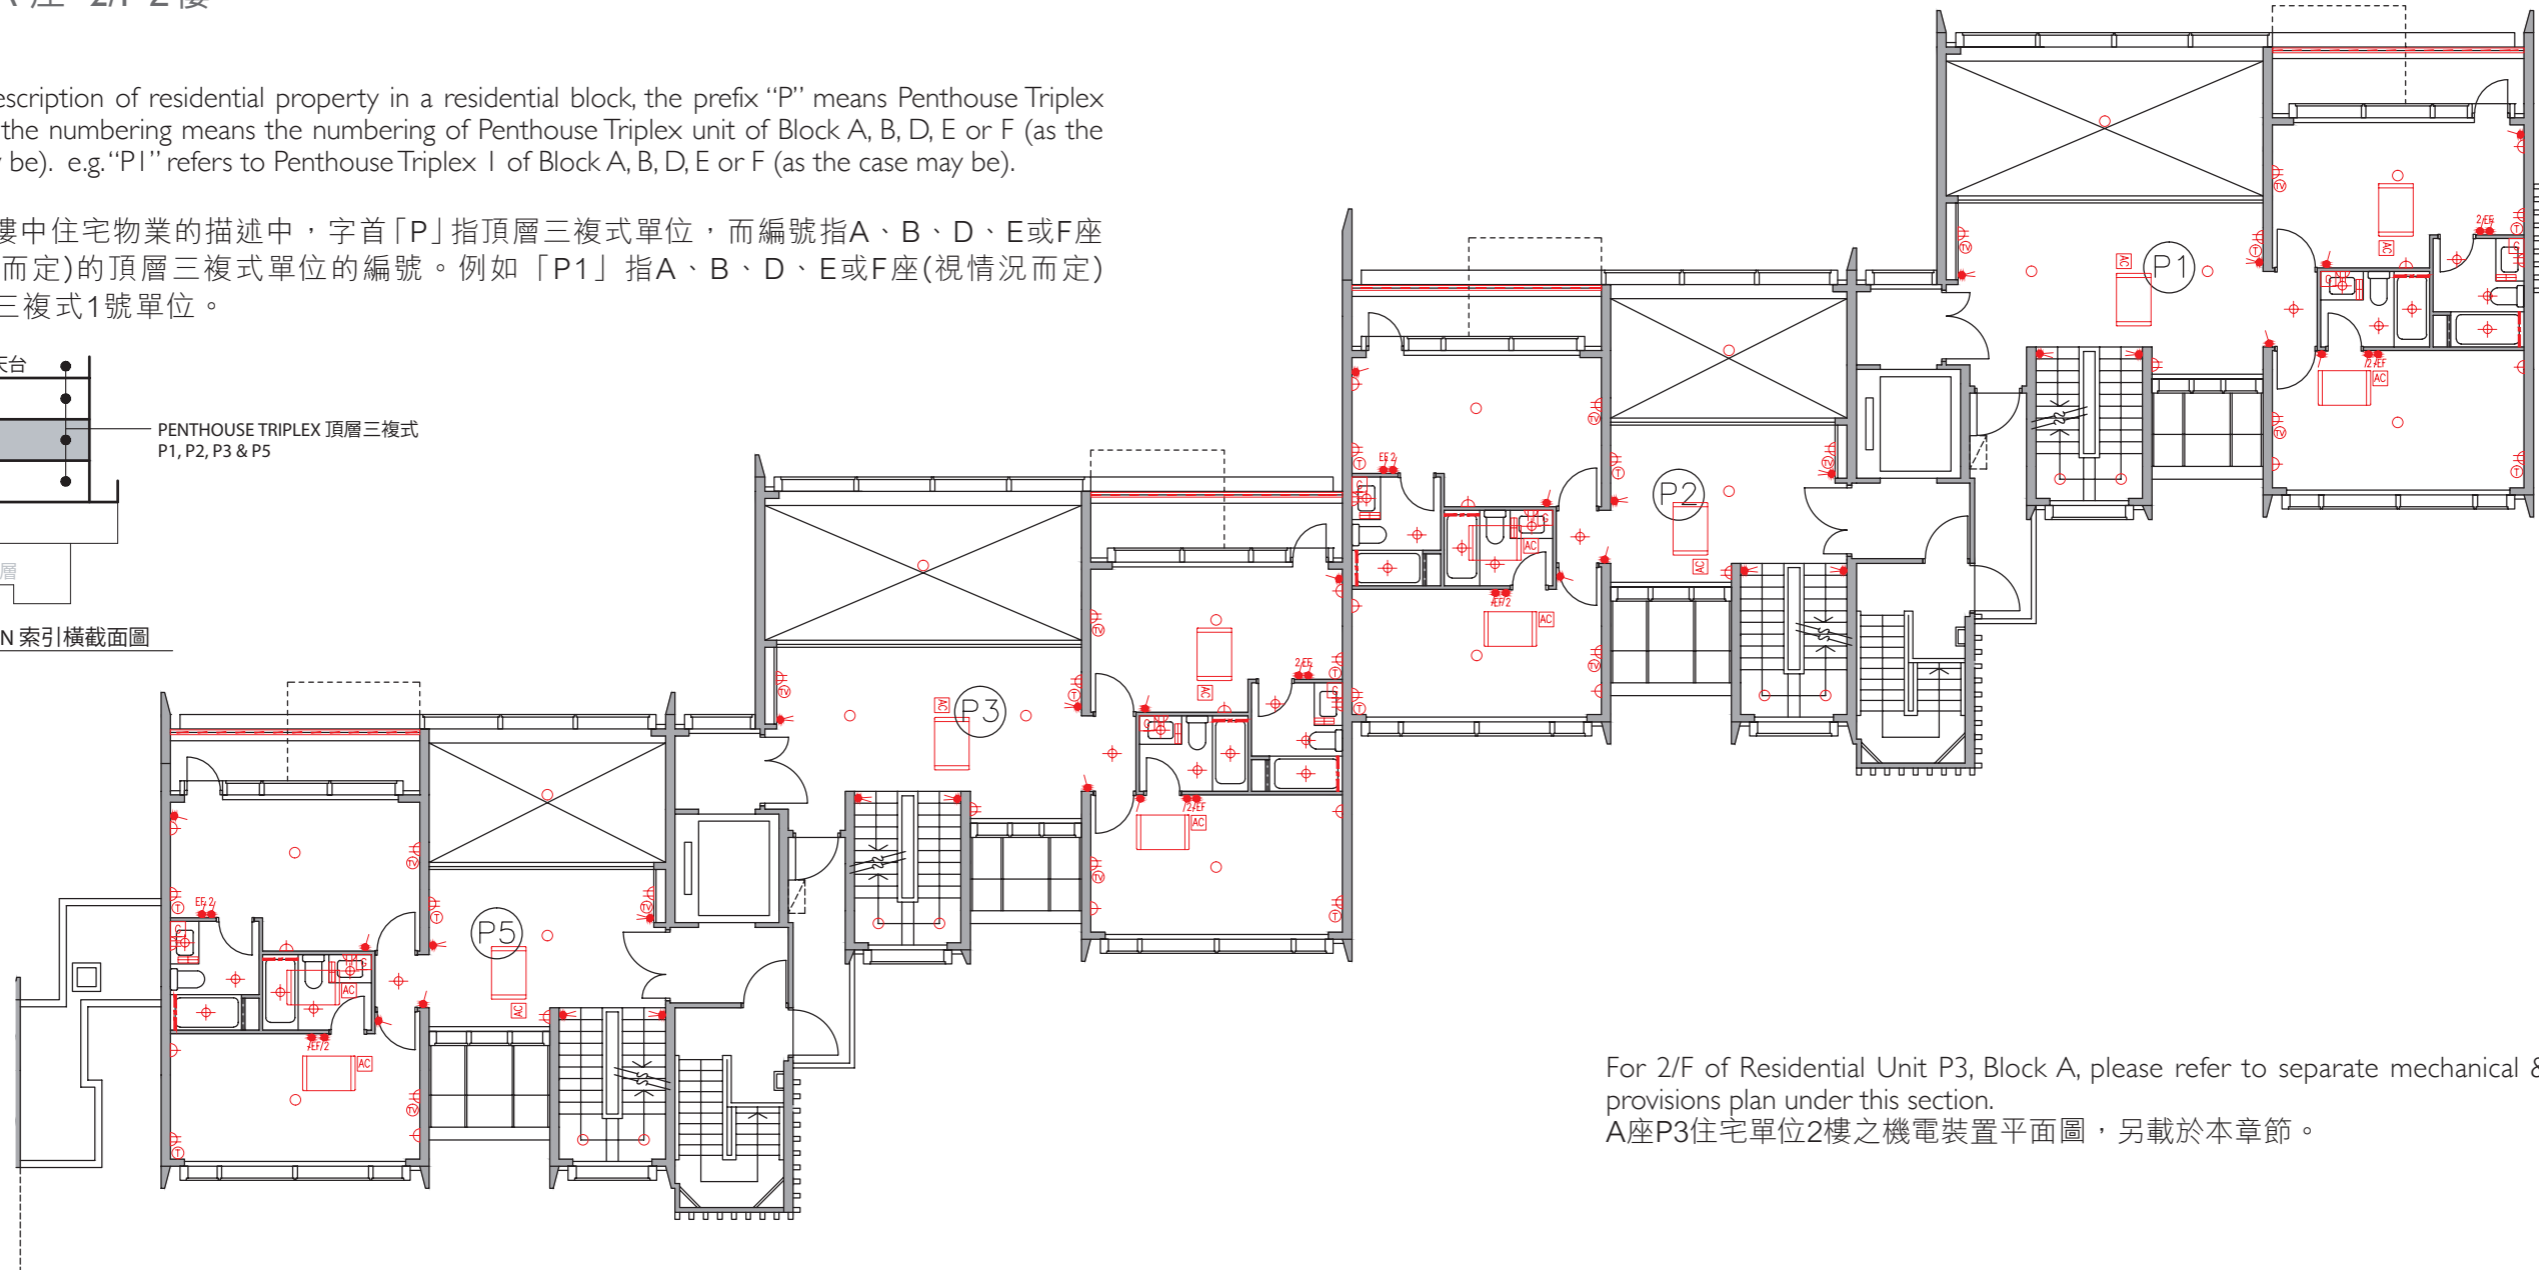 座 2/F 2樓
escription of residential property in a residential block, the prefix “P” means Penthouse Triplex
the numbering means the numbering of Penthouse Triplex unit of Block A, B, D, E or F (as the
y be). e.g. “P1” refers to Penthouse Triplex 1 of Block A, B, D, E or F (as the case may be).
樓中住宅物業的描述中，字首「P」指頂層三複式單位，而編號指A、B、D、E或F座
而定)的頂層三複式單位的編號。例如「P1」指A、B、D、E或F座(視情況而定)
三複式1號單位。
天台
PENTHOUSE TRIPLEX 頂層三複式
P1, P2, P3 & P5
層
N 索引橫截面圖
P1
P2
P3
P5
For 2/F of Residential Unit P3, Block A, please refer to separate mechanical &
provisions plan under this section.
A座P3住宅單位2樓之機電裝置平面圖，另載於本章節。